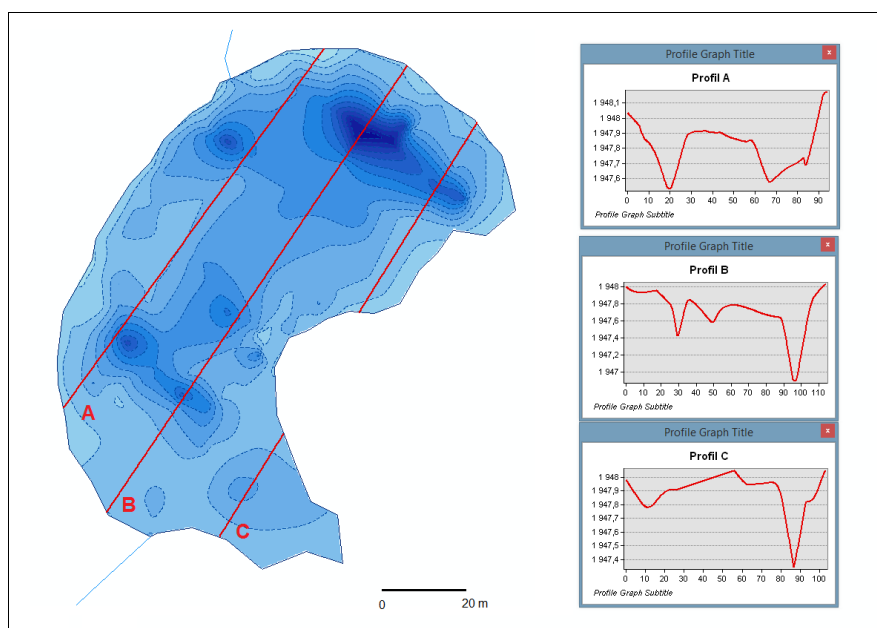 A
B
C
0 20 m
Profile Graph Title x
Profil A
1 948,1
1 948
1 947,9
1 947,8
1 947,7
1 947,6
0 10 20 30 40 50 60 70 80 90
Profile Graph Subtitle
Profile Graph Title x
Profil B
1 948
1 947,8
1 947,6
1 947,4
1 947,2
1 947
0 10 20 30 40 50 60 70 80 90 100 110
Profile Graph Subtitle
Profile Graph Title x
Profil C
1 948
1 947,9
1 947,8
1 947,7
1 947,6
1 947,5
1 947,4
0 10 20 30 40 50 60 70 80 90 100
Profile Graph Subtitle